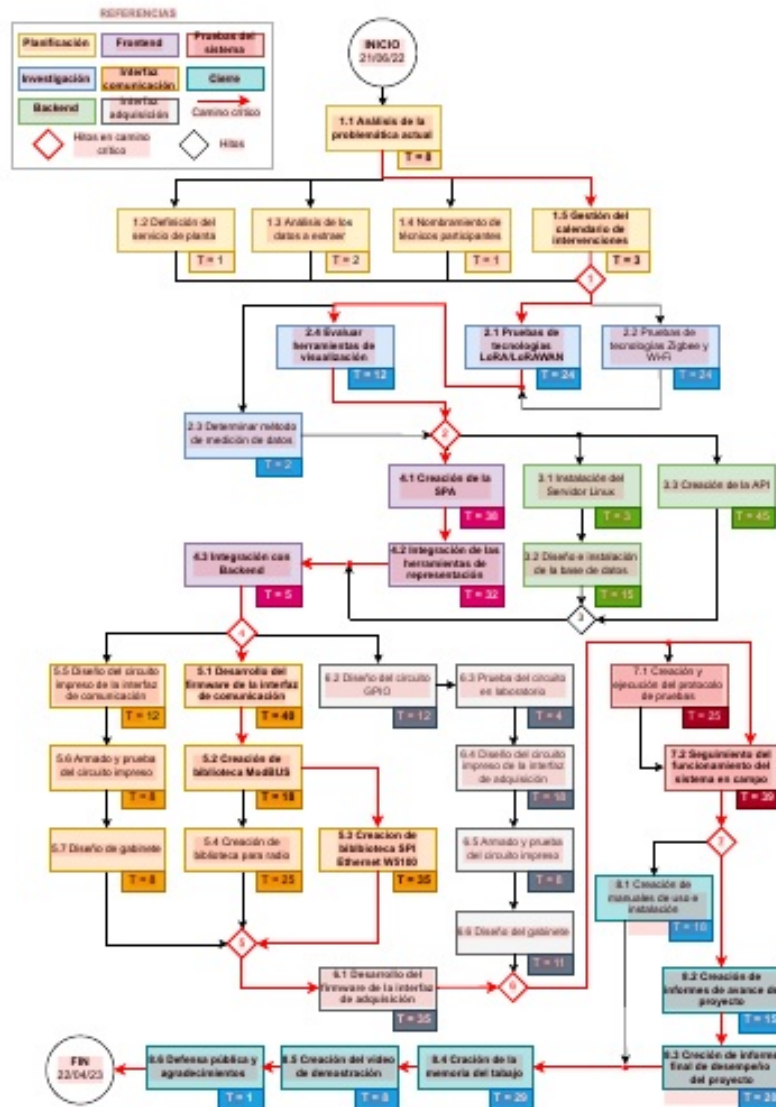 REFERENCIAS
Planificación
Frontend
Pruebas del
sistema
Investigación
Interfaz
comunicación
Cierre
Backend
Interfaz
adquisición
Camino crítico
Hitos en camino
crítico
Hitos
INICIO
21/06/22
1.1 Análisis de la
problemática actual
T = 8
1.2 Definición del
servicio de planta
T = 1
1.3 Análisis de los
datos a extraer
T = 2
1.4 Nombramiento de
técnicos participantes
T = 1
1.5 Gestión del
calendario de
intervenciones
T = 3
1
2.4 Evaluar
herramientas de
visualización
T = 12
2.1 Pruebas de
tecnologías
LoRA/LoRAWAN
T = 24
2.2 Pruebas de
tecnologías Zigbee y
Wi-Fi
T = 24
2.3 Determinar método
de medición de datos
T = 2
2
4.1 Creación de la
SPA
T = 38
3.1 Instalación del
Servidor Linux
T = 3
3.3 Creación de la API
T = 45
4.3 Integración con
Backend
T = 5
4.2 Integración de las
herramientas de
representación
T = 32
3.2 Diseño e instalación
de la base de datos
T = 15
3
4
5.5 Diseño del circuito
impreso de la interfaz
de comunicación
T = 12
5.1 Desarrollo del
firmware de la interfaz
de comunicación
T = 40
6.2 Diseño del circuito
GPIO
T = 12
6.3 Prueba del circuito
en laboratorio
T = 4
7.1 Creación y
ejecución del protocolo
de pruebas
T = 25
5.6 Armado y prueba
del circuito impreso
T = 8
5.2 Creación de
biblioteca ModBUS
T = 18
6.4 Diseño del circuito
impreso de la interfaz
de adquisición
T = 10
7.2 Seguimiento del
funcionamiento del
sistema en campo
T = 39
5.7 Diseño de gabinete
T = 8
5.4 Creación de
biblioteca para radio
T = 25
5.3 Creacion de
biblbioteca SPI
Ethernet W5100
T = 35
6.5 Armado y prueba
del circuito impreso
T = 8
7
8.1 Creación de
manuales de uso e
instalación
T = 10
6.6 Diseño del gabinete
T = 11
5
6.1 Desarrollo del
firmware de la interfaz
de adquisición
T = 35
6
8.2 Creación de
informes de avance de
proyecto
T = 15
FIN
22/04/23
8.6 Defensa pública y
agradecimientos
T = 1
8.5 Creación del vídeo
de demostración
T = 8
8.4 Cración de la
memoria del tabajo
T = 29
8.3 Creción de informe
final de desempeño
del proyecto